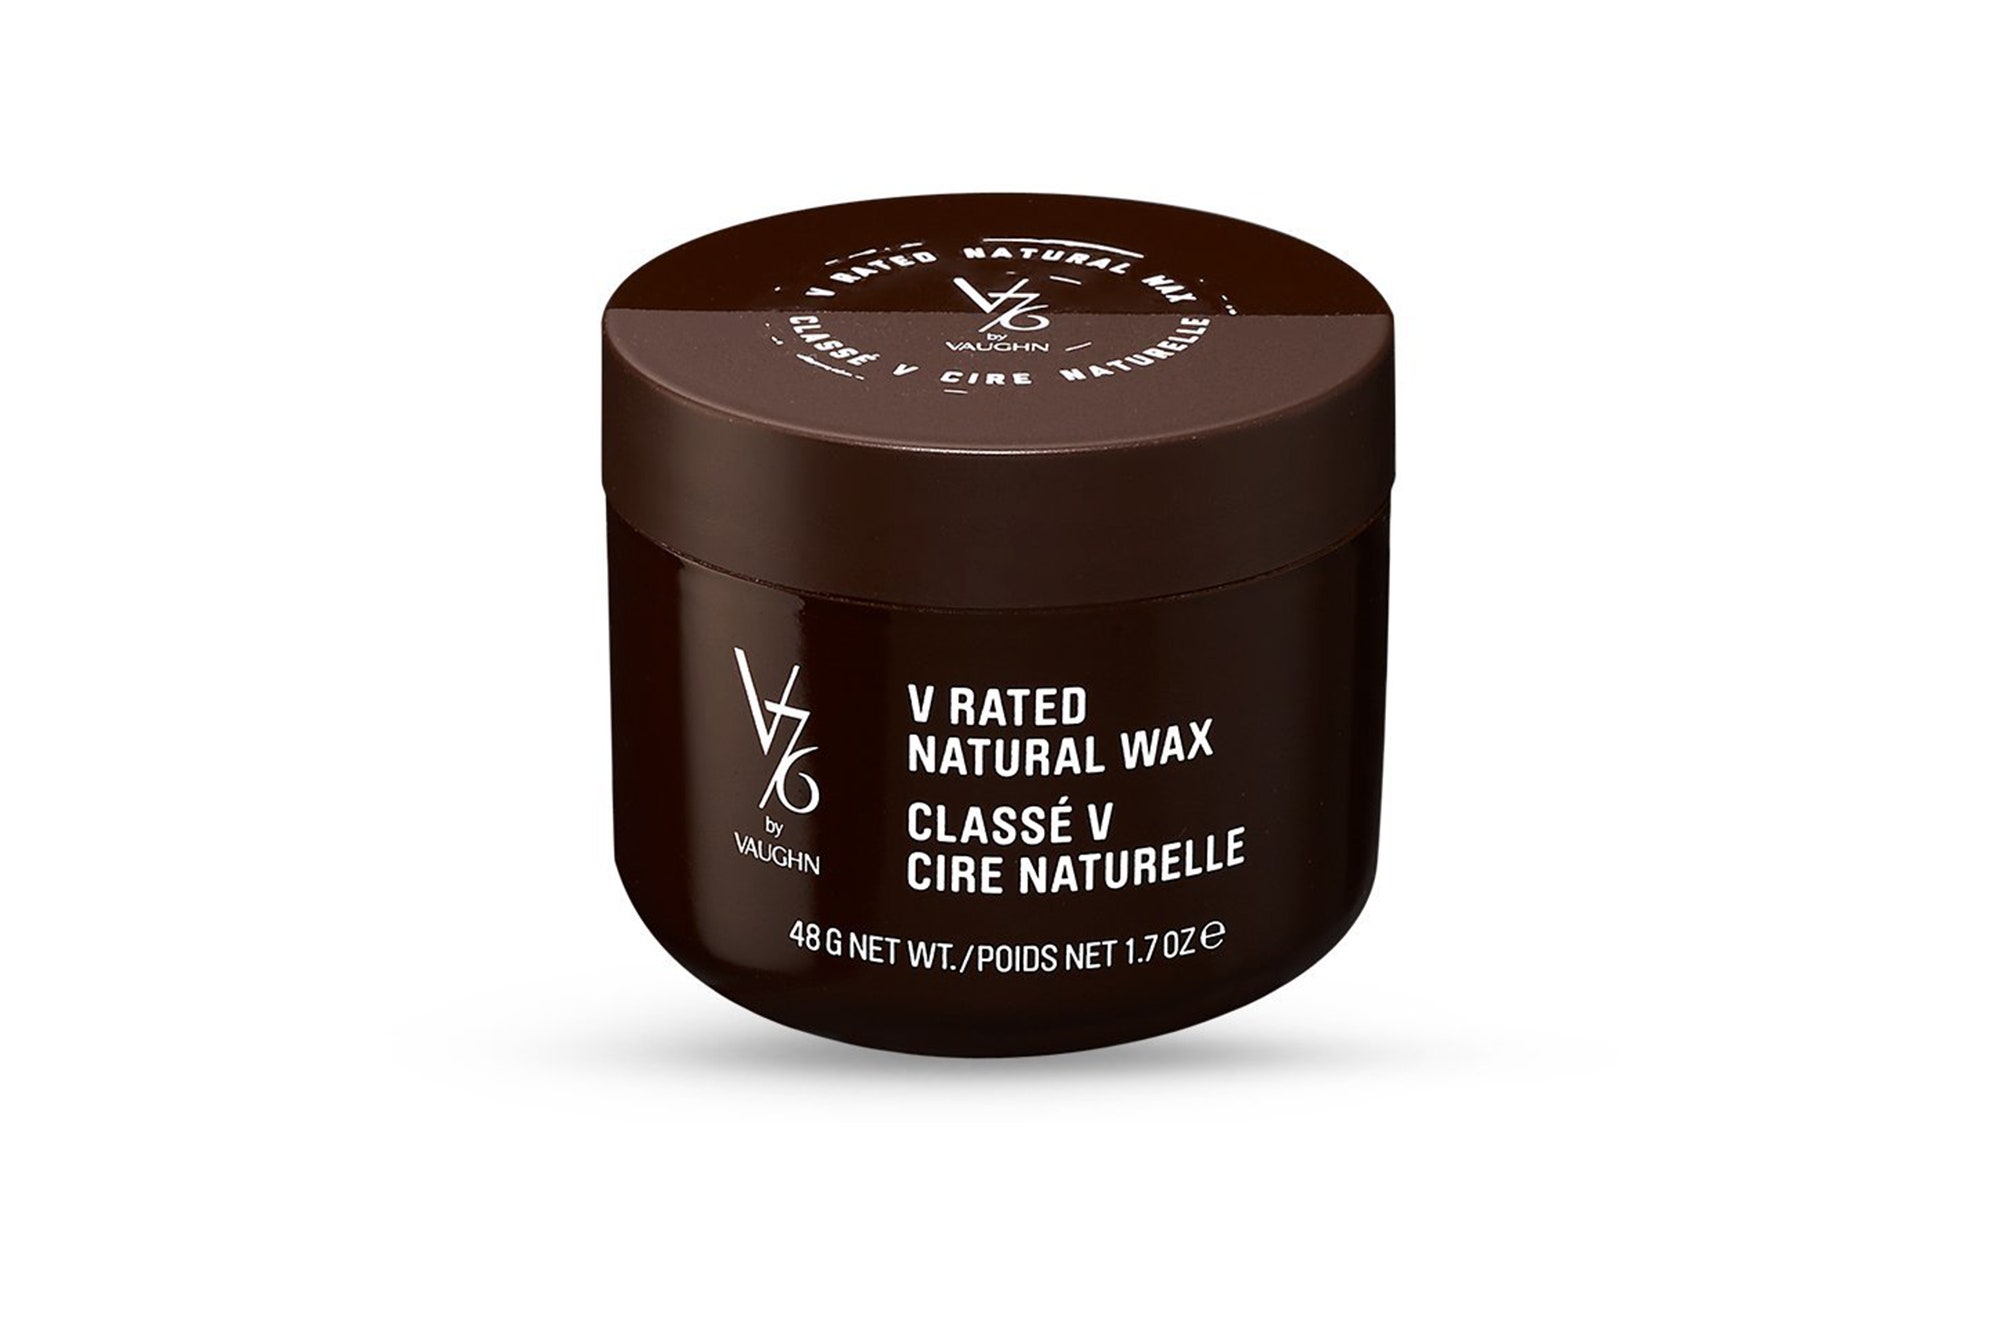 V RATED NATURAL WAX
CLASSÉ V CIRE NATURELLE
V76
by
VAUGHN
V76
by
VAUGHN
V RATED
NATURAL WAX
CLASSÉ V
CIRE NATURELLE
48 G NET WT./POIDS NET 1.7 OZ ℮